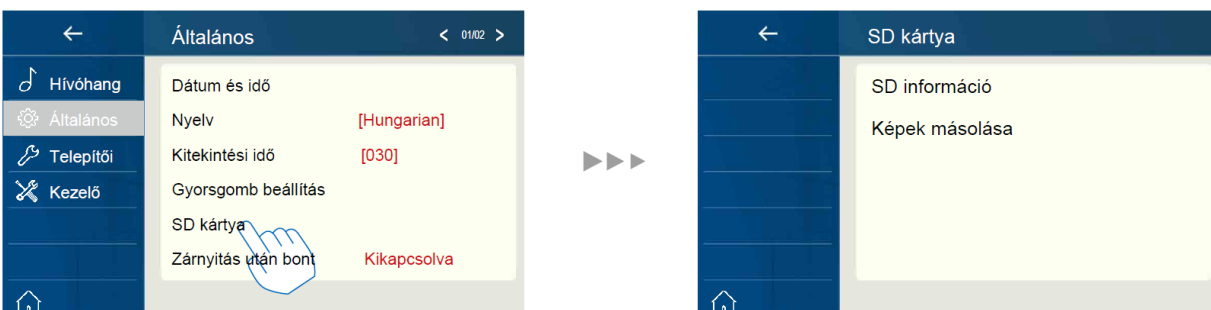 Általános
< 01/02 >
Hívóhang
Általános
Telepítői
Kezelő
Dátum és idő
Nyelv [Hungarian]
Kitekintési idő [030]
Gyorsgomb beállítás
SD kártya
Zárnyitás után bont Kikapcsolva
SD kártya
SD információ
Képek másolása